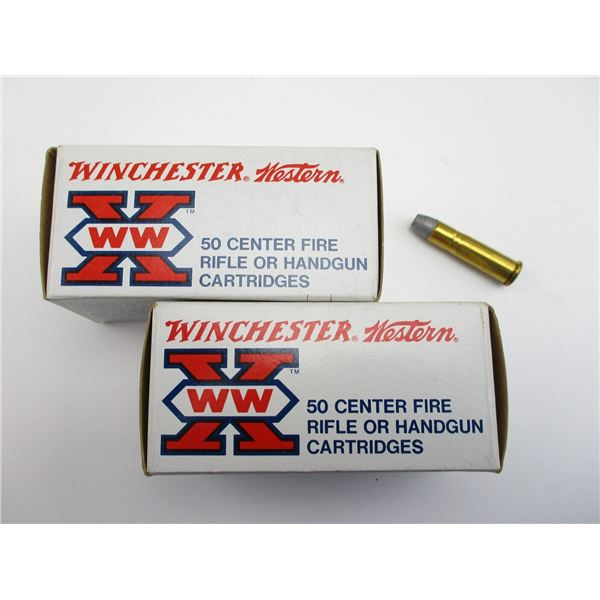 WINCHESTER® Western®
X
WW
™
50 CENTER FIRE
RIFLE OR HANDGUN
CARTRIDGES
WINCHESTER® Western®
X
WW
™
50 CENTER FIRE
RIFLE OR HANDGUN
CARTRIDGES